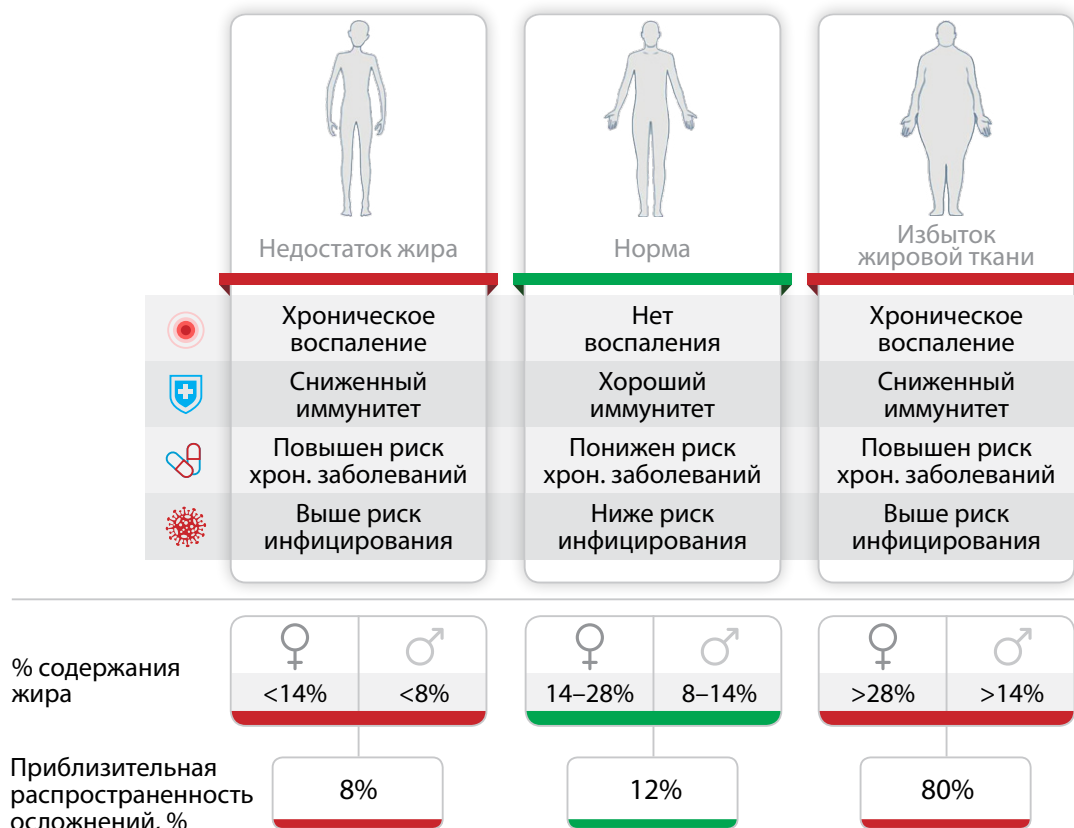 Недостаток жира
Норма
Избыток
жировой ткани
Хроническое
воспаление
Нет
воспаления
Хроническое
воспаление
Сниженный
иммунитет
Хороший
иммунитет
Сниженный
иммунитет
Повышен риск
хрон. заболеваний
Понижен риск
хрон. заболеваний
Повышен риск
хрон. заболеваний
Выше риск
инфицирования
Ниже риск
инфицирования
Выше риск
инфицирования
% содержания
жира
<14%
<8%
14–28%
8–14%
>28%
>14%
Приблизительная
распространенность
осложнений, %
8%
12%
80%